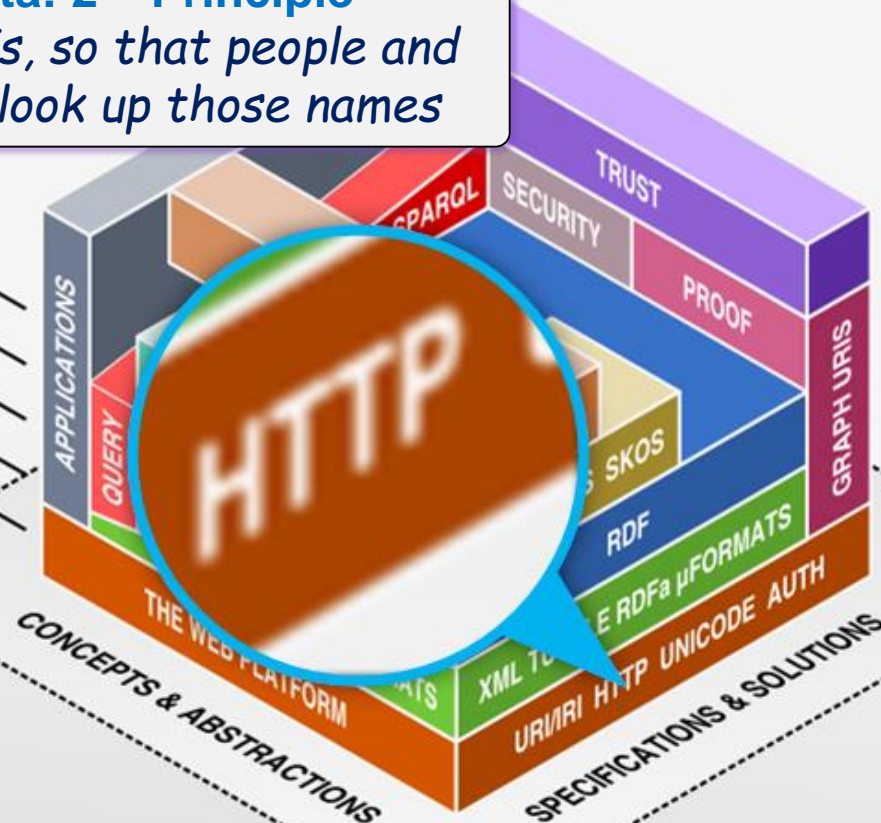 Principle
s, so that people and
look up those names
TRUST
SPARQL
SECURITY
PROOF
APPLICATIONS
QUERY
HTTP
SKOS
GRAPH URIS
RDF
THE WEB PLATFORM
XML RDFa µFORMATS
URI/IRI HTTP UNICODE AUTH
CONCEPTS & ABSTRACTIONS
SPECIFICATIONS & SOLUTIONS